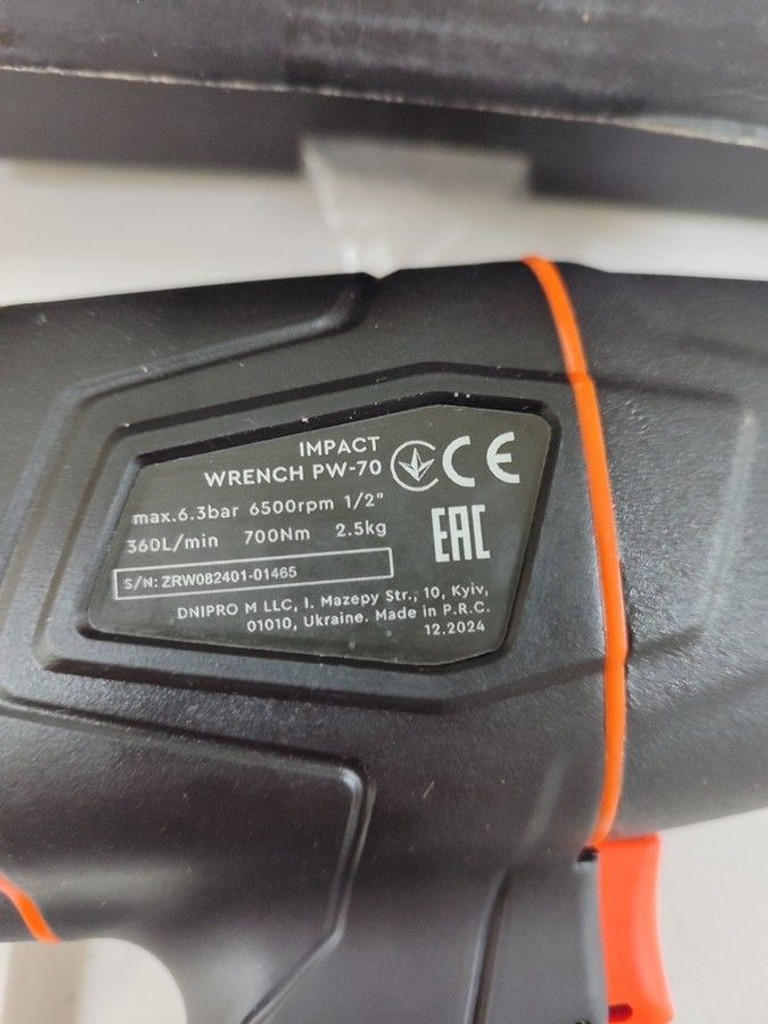 IMPACT
WRENCH PW-70
CE
max.6.3bar 6500rpm 1/2"
360L/min 700Nm 2.5kg
EAC
S/N: ZRW082401-01465
DNIPRO M LLC, I. Mazepy Str., 10, Kyiv,
01010, Ukraine. Made in P.R.C.
12.2024